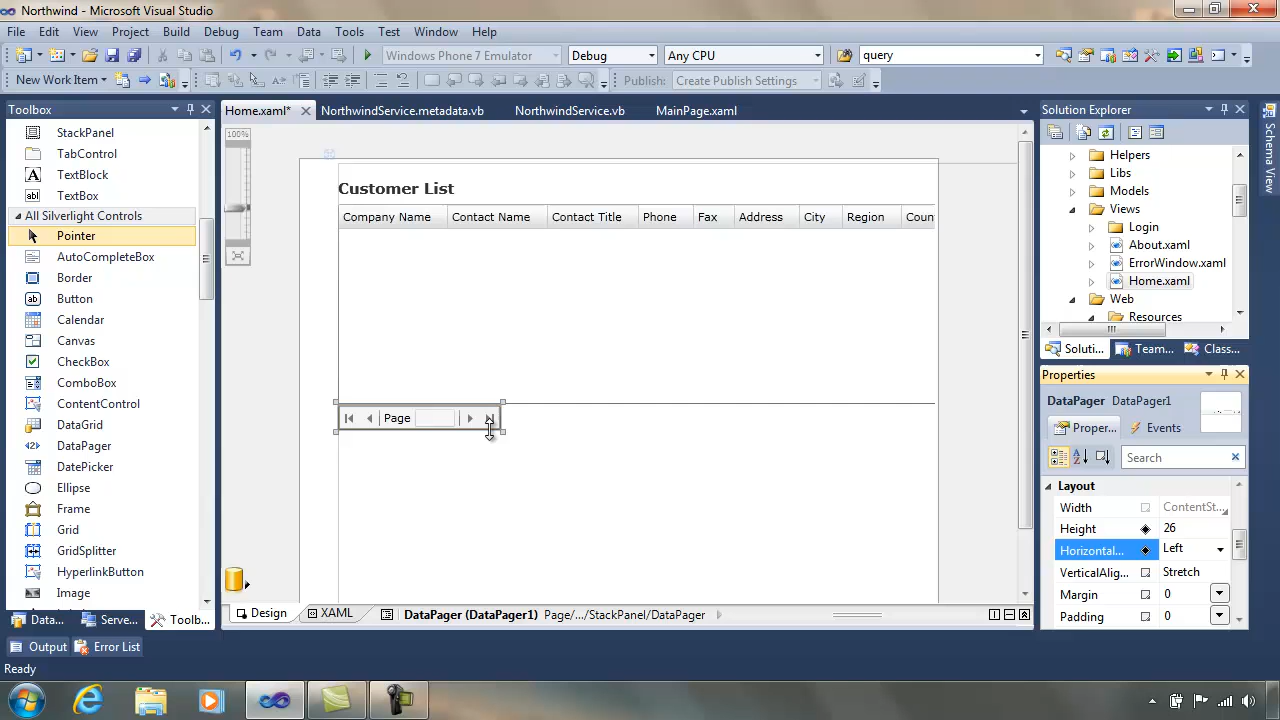 Northwind - Microsoft Visual Studio
File Edit View Project Build Debug Team Data Tools Test Window Help
Windows Phone 7 Emulator Debug Any CPU query
New Work Item Publish: Create Publish Settings
Toolbox
StackPanel
TabControl
TextBlock
TextBox
All Silverlight Controls
Pointer
AutoCompleteBox
Border
Button
Calendar
Canvas
CheckBox
ComboBox
ContentControl
DataGrid
DataPager
DatePicker
Ellipse
Frame
Grid
GridSplitter
HyperlinkButton
Image
Data... Serve... Toolb...
Home.xaml* NorthwindService.metadata.vb NorthwindService.vb MainPage.xaml
100%
Customer List
Company Name Contact Name Contact Title Phone Fax Address City Region Coun
Page
Design XAML DataPager (DataPager1) Page/.../StackPanel/DataPager
Solution Explorer
Helpers
Libs
Models
Views
Login
About.xaml
ErrorWindow.xaml
Home.xaml
Web
Resources
Soluti... Team... Class...
Properties
DataPager DataPager1
Proper... Events
Search
Layout
Width ContentSt...
Height 26
Horizontal... Left
VerticalAlig... Stretch
Margin 0
Padding 0
Schema View
Output Error List
Ready